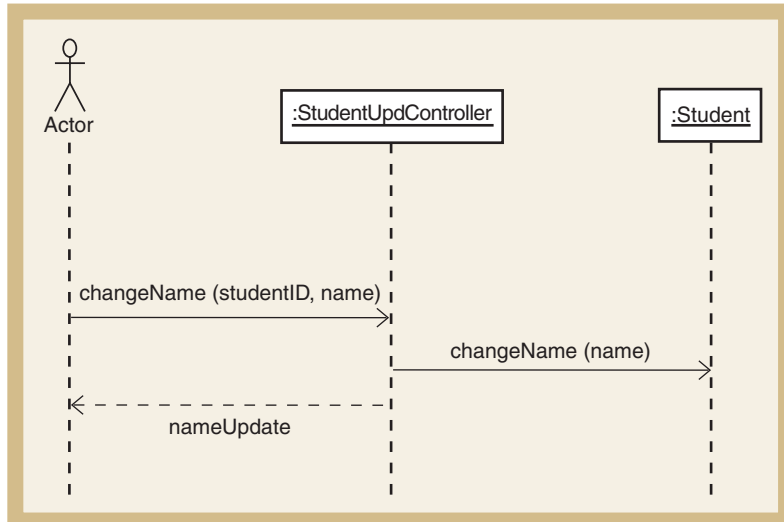 Actor
:StudentUpdController
:Student
changeName (studentID, name)
changeName (name)
nameUpdate